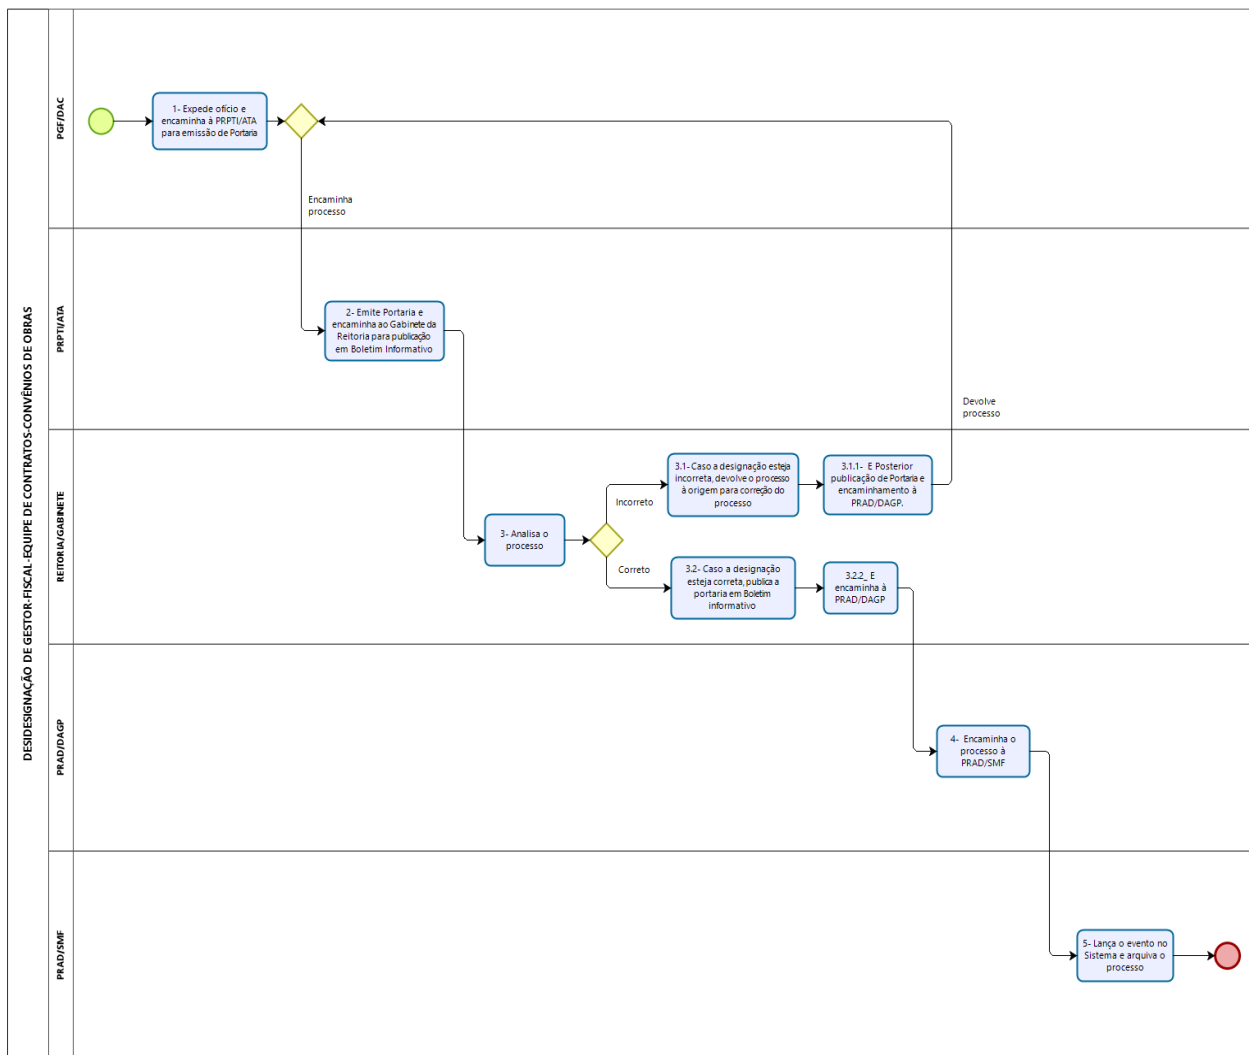 DESIDESIGNAÇÃO DE GESTOR-FISCAL-EQUIPE DE CONTRATOS-CONVÊNIOS DE OBRAS
PGF/DAC
1- Expede ofício e
encaminha à PRPTI/ATA
para emissão de Portaria
Encaminha
processo
PRPTI/ATA
2- Emite Portaria e
encaminha ao Gabinete da
Reitoria para publicação
em Boletim Informativo
Devolve
processo
REITORIA/GABINETE
3- Analisa o
processo
Incorreto
3.1- Caso a designação esteja
incorreta, devolve o processo
à origem para correção do
processo
3.1.1- E Posterior
publicação de Portaria e
encaminhamento à
PRAD/DAGP.
Correto
3.2- Caso a designação
esteja correta, publica a
portaria em Boletim
informativo
3.2.2_ E
encaminha à
PRAD/DAGP
PRAD/DAGP
4- Encaminha o
processo à
PRAD/SMF
PRAD/SMF
5- Lança o evento no
Sistema e arquiva o
processo